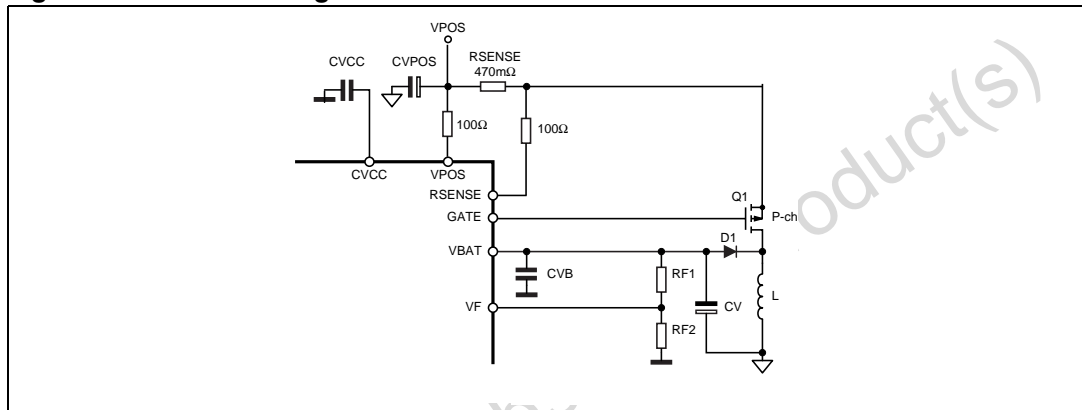 VPOS
CVCC
CVPOS
RSENSE
470mΩ
100Ω
100Ω
CVCC
VPOS
RSENSE
GATE
Q1
P-ch
VBAT
D1
CVB
RF1
CV
L
VF
RF2
oduct(s)